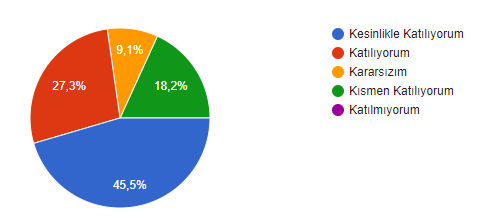 9,1%
27,3%
18,2%
45,5%
Kesinlikle Katılıyorum
Katılıyorum
Kararsızım
Kısmen Katılıyorum
Katılmıyorum